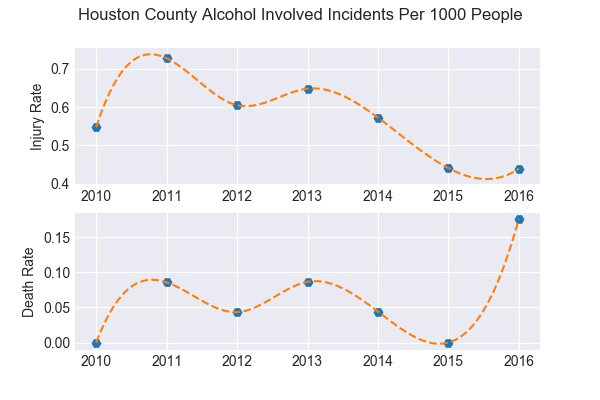 Houston County Alcohol Involved Incidents Per 1000 People
Injury Rate
0.7
0.6
0.5
0.4
2010 2011 2012 2013 2014 2015 2016
Death Rate
0.15
0.10
0.05
0.00
2010 2011 2012 2013 2014 2015 2016